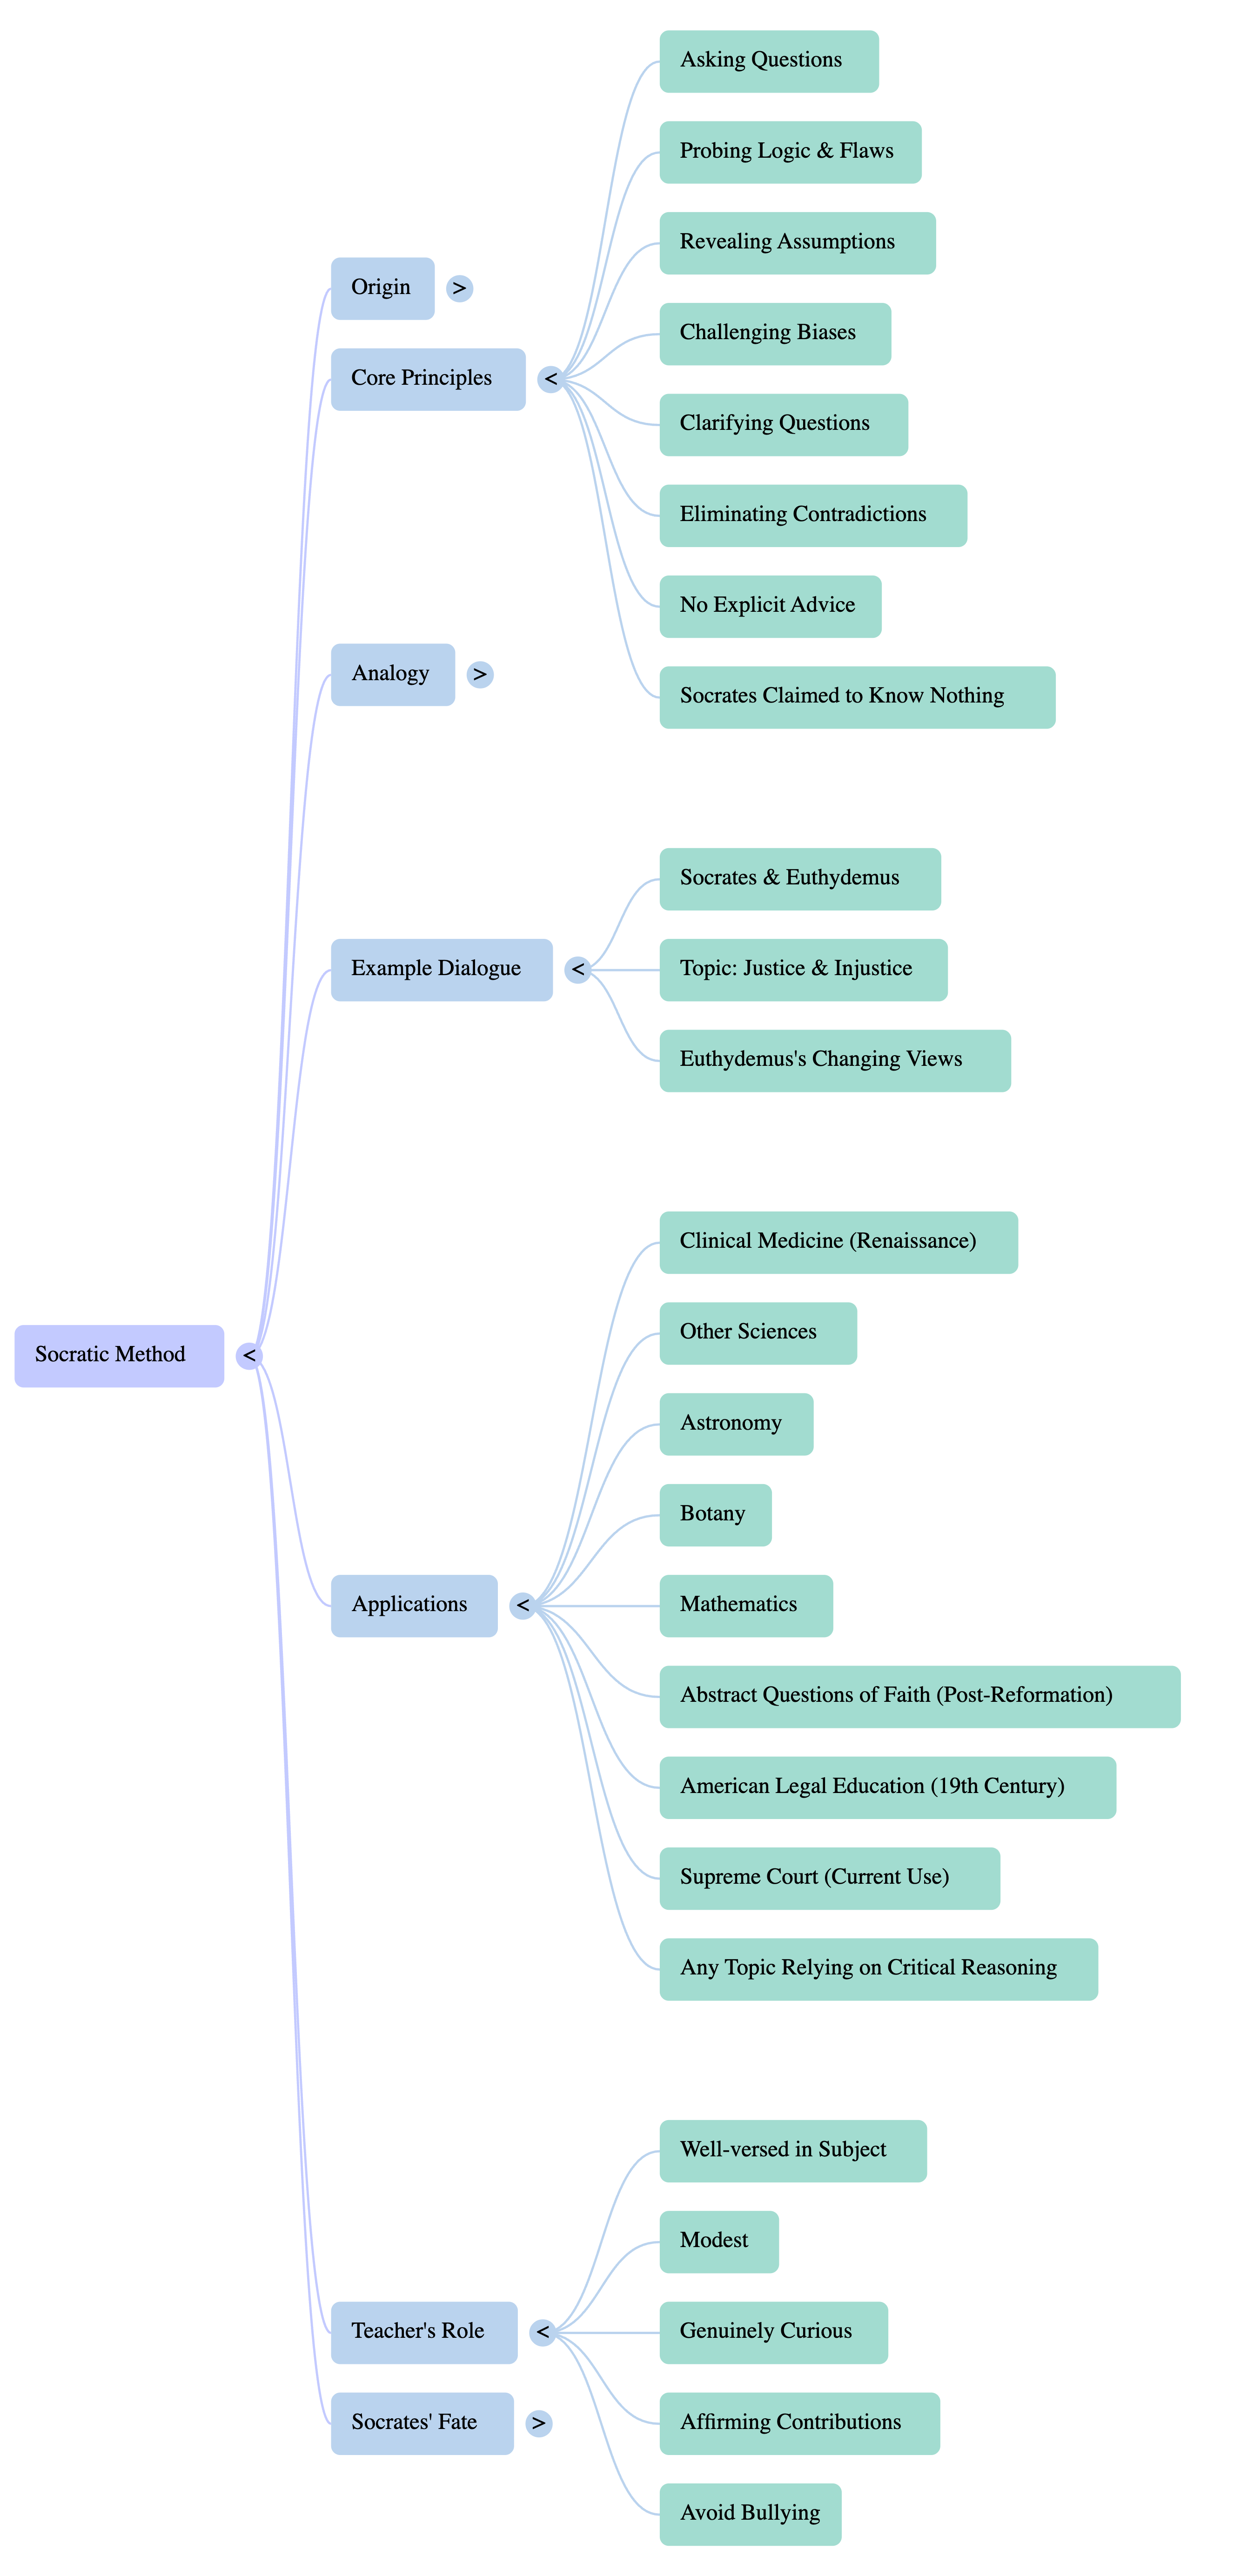 Socratic Method <
Origin >
Core Principles <
Asking Questions
Probing Logic & Flaws
Revealing Assumptions
Challenging Biases
Clarifying Questions
Eliminating Contradictions
No Explicit Advice
Socrates Claimed to Know Nothing
Analogy >
Example Dialogue <
Socrates & Euthydemus
Topic: Justice & Injustice
Euthydemus's Changing Views
Applications <
Clinical Medicine (Renaissance)
Other Sciences
Astronomy
Botany
Mathematics
Abstract Questions of Faith (Post-Reformation)
American Legal Education (19th Century)
Supreme Court (Current Use)
Any Topic Relying on Critical Reasoning
Teacher's Role <
Well-versed in Subject
Modest
Genuinely Curious
Affirming Contributions
Avoid Bullying
Socrates' Fate >